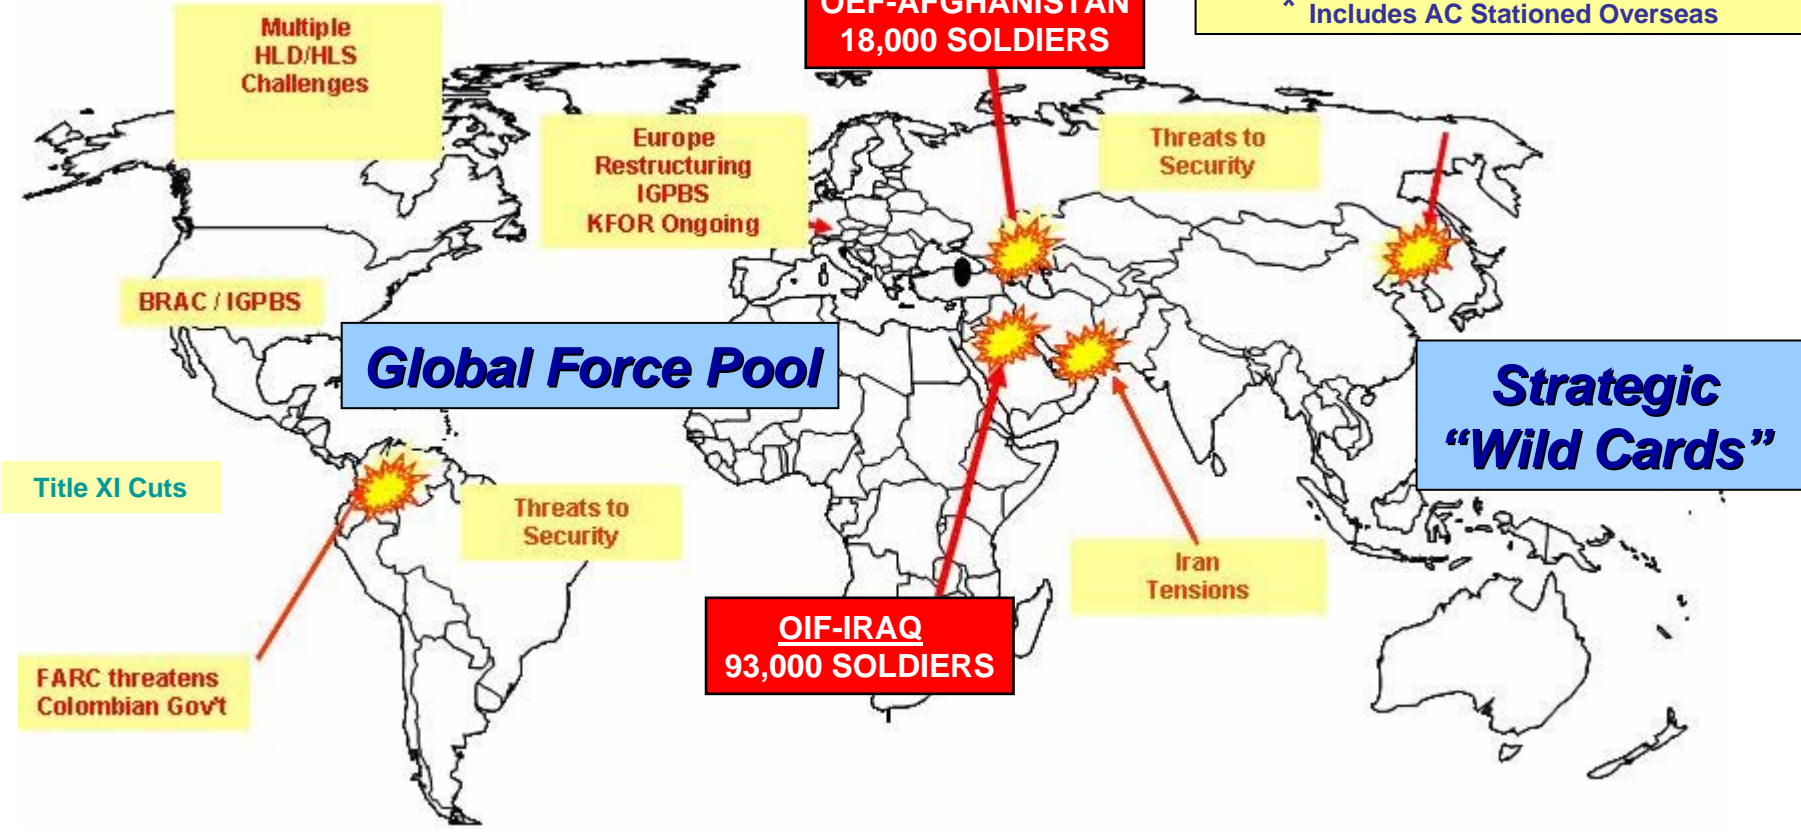 OEF-AFGHANISTAN
18,000 SOLDIERS
* Includes AC Stationed Overseas
Multiple
HLD/HLS
Challenges
Europe
Restructuring
IGPBS
KFOR Ongoing
Threats to
Security
BRAC / IGPBS
Global Force Pool
Strategic
“Wild Cards”
Title XI Cuts
Threats to
Security
Iran
Tensions
OIF-IRAQ
93,000 SOLDIERS
FARC threatens
Colombian Gov't